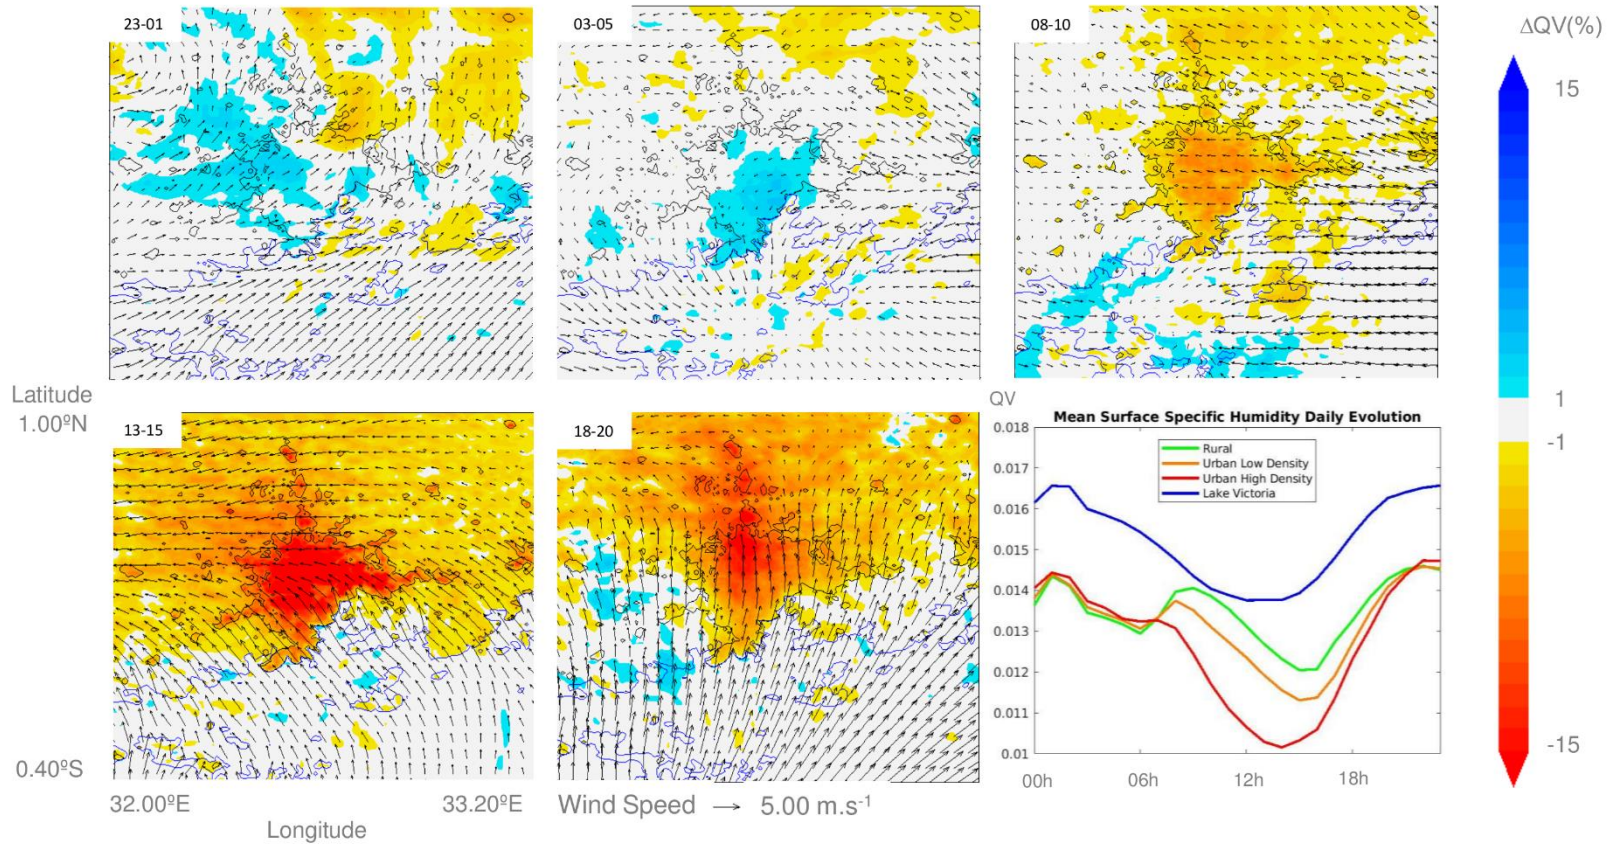 23-01
03-05
08-10
ΔQV(%)
15
1
-1
-15
Latitude
1.00ºN
0.40ºS
13-15
18-20
QV
Mean Surface Specific Humidity Daily Evolution
0.018
0.017
0.016
0.015
0.014
0.013
0.012
0.011
0.01
Rural
Urban Low Density
Urban High Density
Lake Victoria
00h 06h 12h 18h
32.00ºE 33.20ºE
Longitude
Wind Speed → 5.00 m.s⁻¹